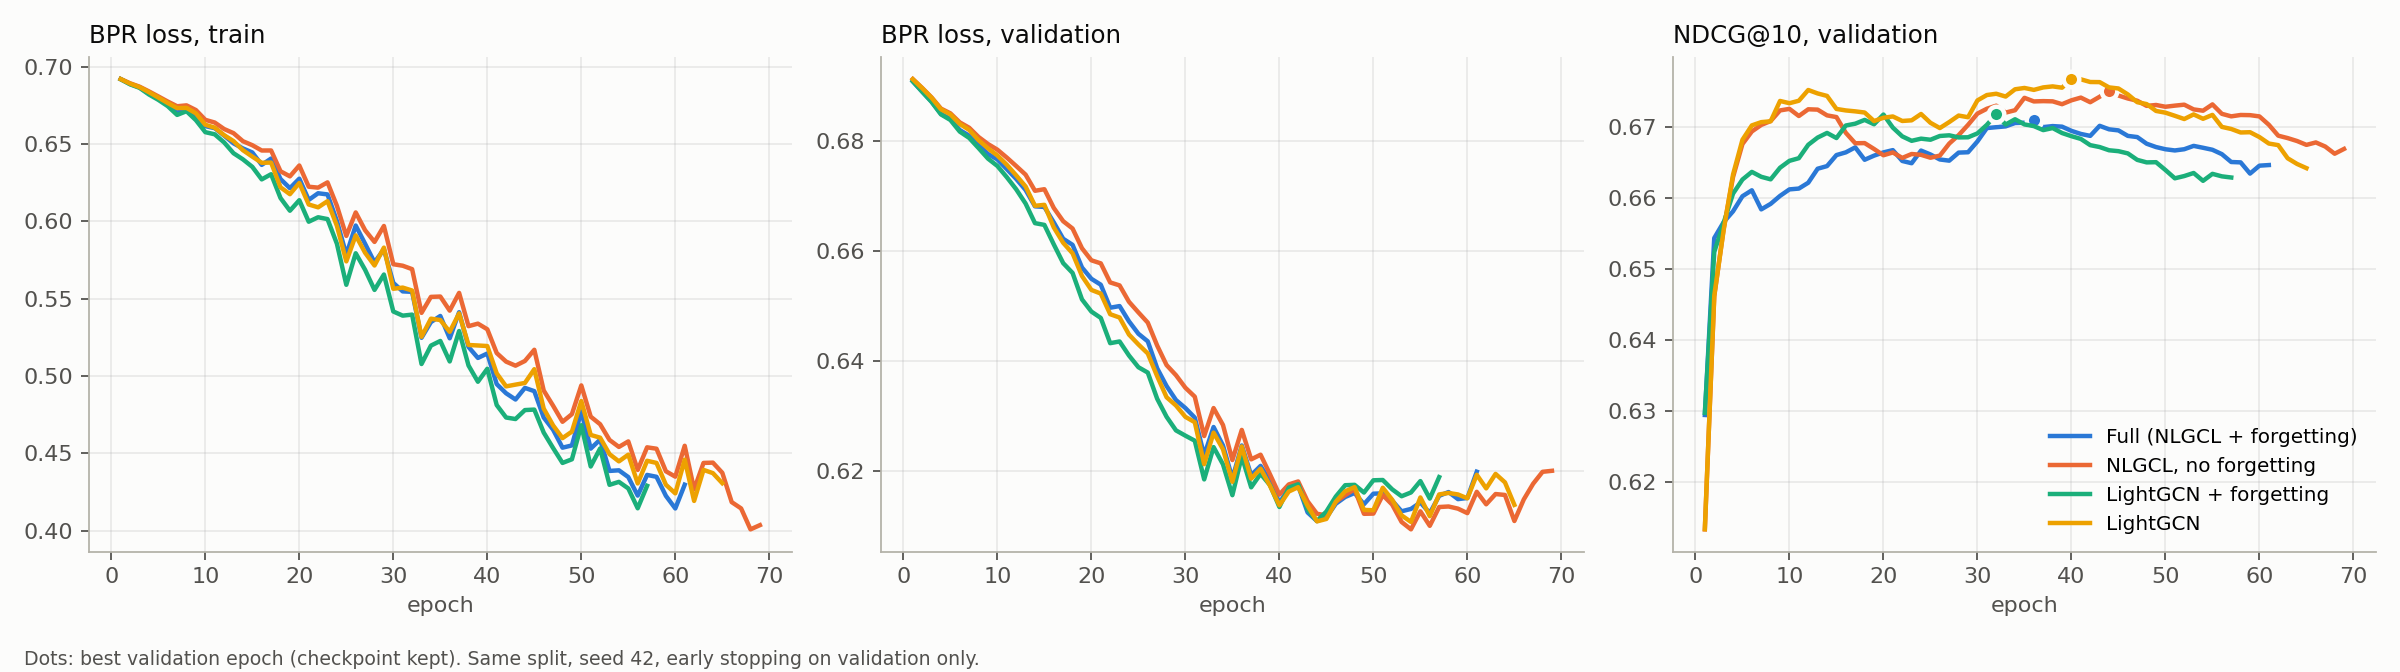 BPR loss, train
0.70
0.65
0.60
0.55
0.50
0.45
0.40
0 10 20 30 40 50 60 70
epoch
BPR loss, validation
0.68
0.66
0.64
0.62
0 10 20 30 40 50 60 70
epoch
NDCG@10, validation
0.67
0.66
0.65
0.64
0.63
0.62
Full (NLGCL + forgetting)
NLGCL, no forgetting
LightGCN + forgetting
LightGCN
0 10 20 30 40 50 60 70
epoch
Dots: best validation epoch (checkpoint kept). Same split, seed 42, early stopping on validation only.